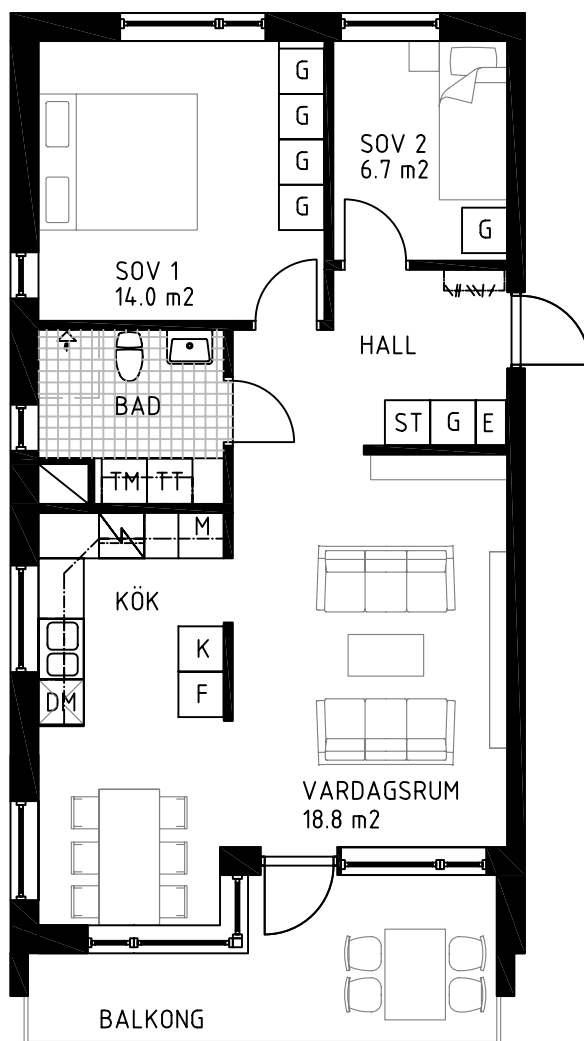 G
G
G
G
SOV 2
6.7 m2
G
SOV 1
14.0 m2
HALL
BAD
ST G E
TM TT
M
KÖK
K
F
DM
VARDAGSRUM
18.8 m2
BALKONG